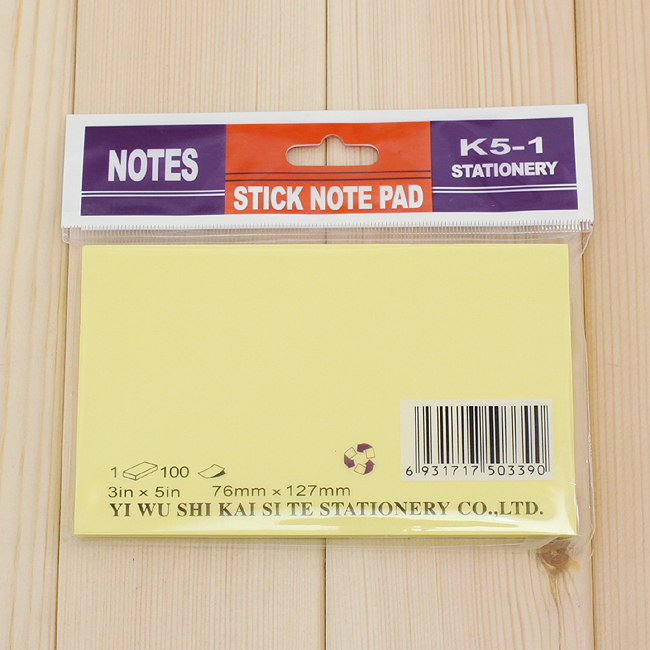 NOTES
STICK NOTE PAD
K5-1
STATIONERY
1 100
3in × 5in 76mm × 127mm
6 931717 503390
YI WU SHI KAI SI TE STATIONERY CO.,LTD.